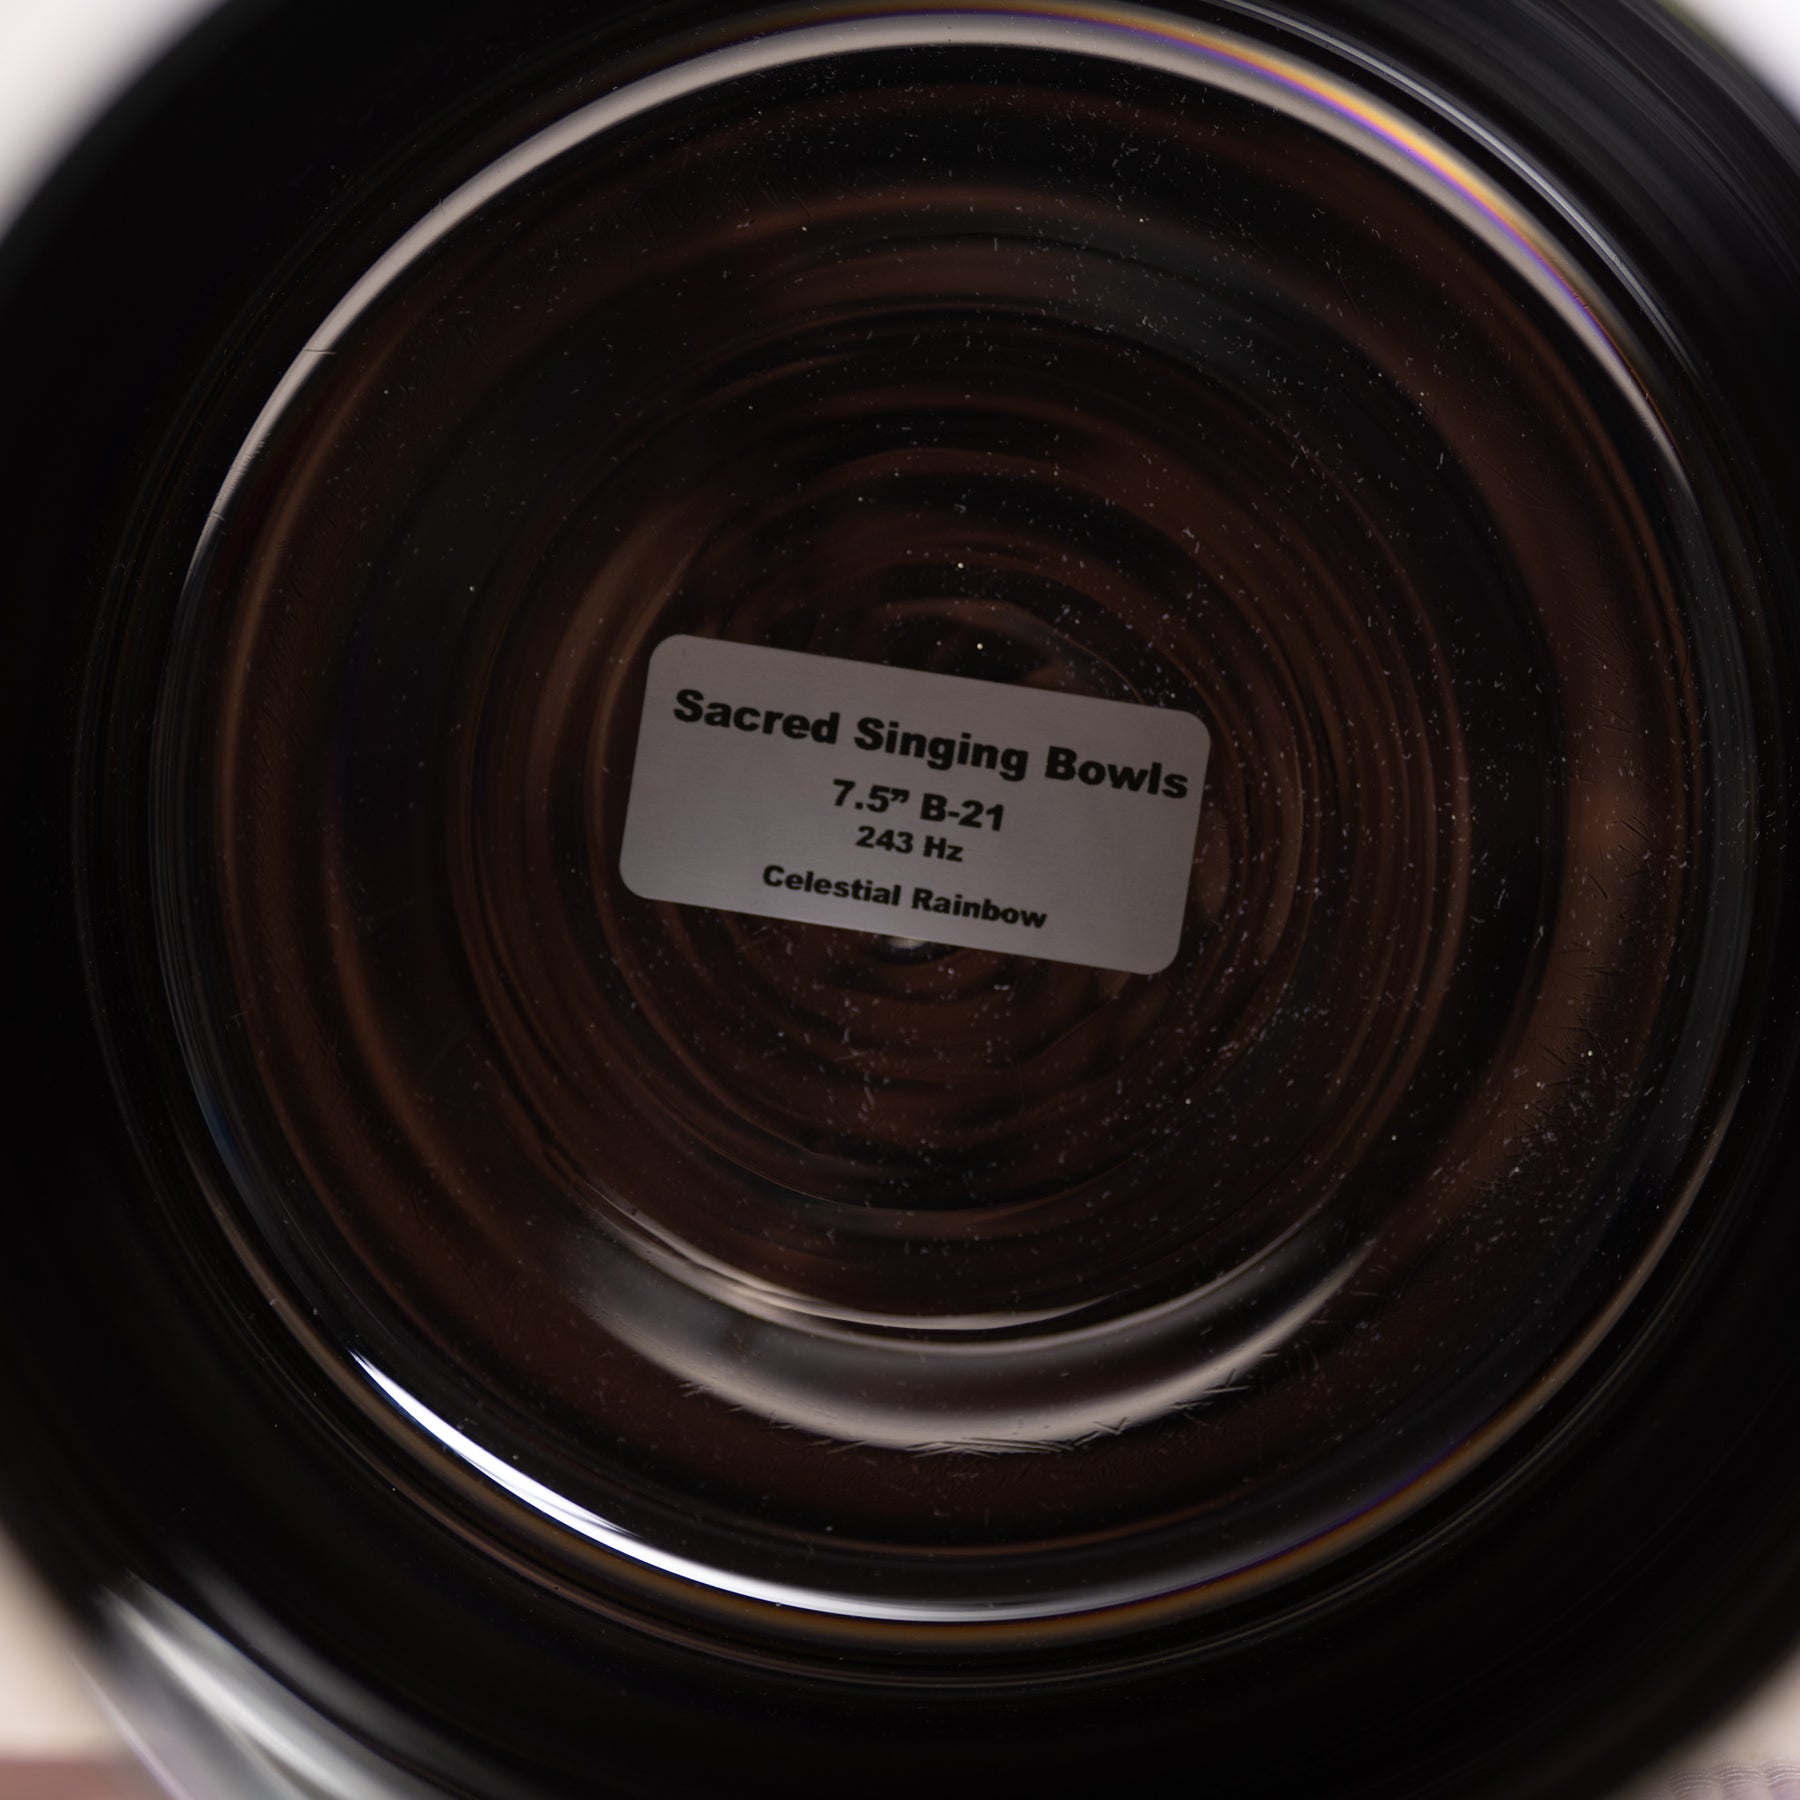 Sacred Singing Bowls
7.5” B-21
243 Hz
Celestial Rainbow